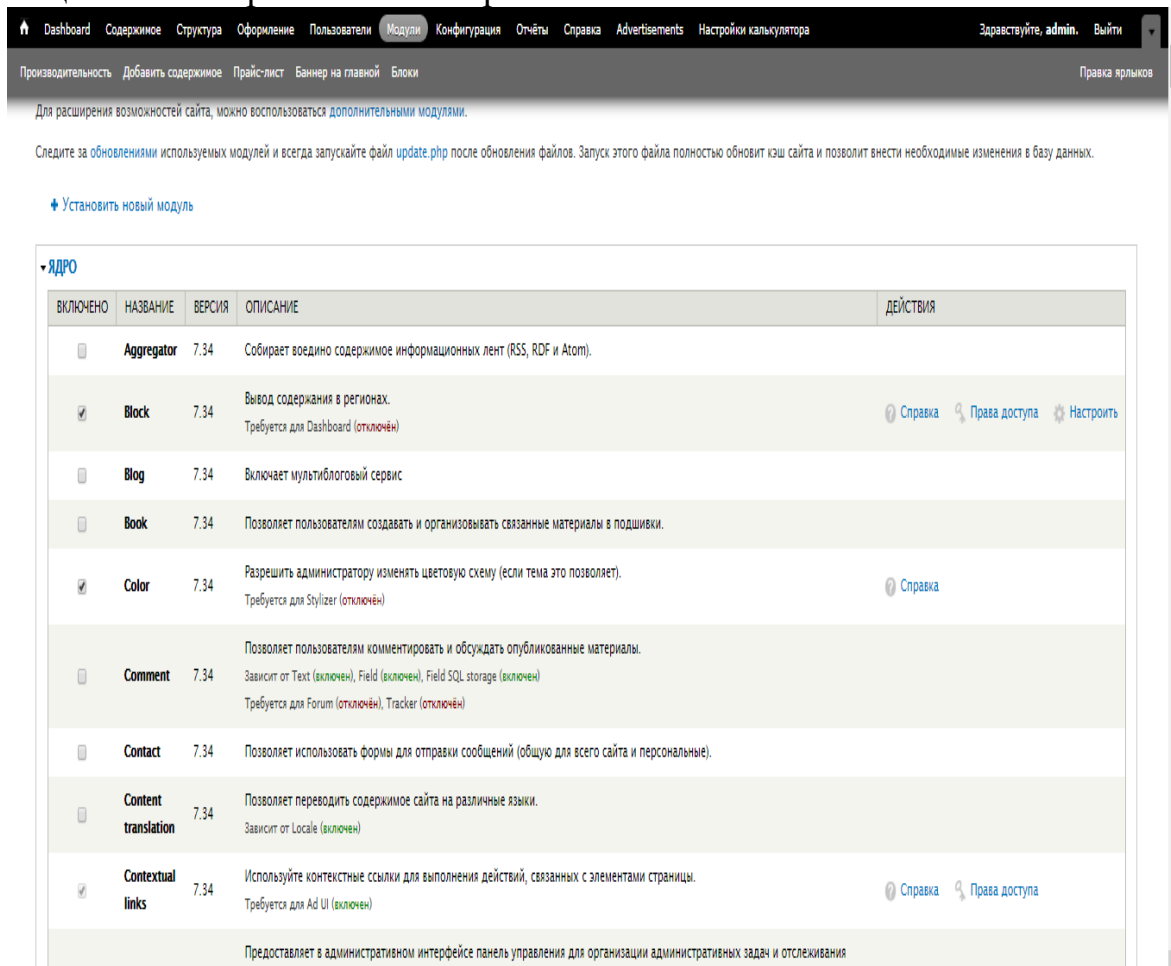 Dashboard Содержимое Структура Оформление Пользователи Модули Конфигурация Отчёты Справка Advertisements Настройки калькулятора Здравствуйте, admin. Выйти
Производительность Добавить содержимое Прайс-лист Баннер на главной Блоки Правка ярлыков
Для расширения возможностей сайта, можно воспользоваться дополнительными модулями.
Следите за обновлениями используемых модулей и всегда запускайте файл update.php после обновления файлов. Запуск этого файла полностью обновит кэш сайта и позволит внести необходимые изменения в базу данных.
+ Установить новый модуль
ЯДРО
ВКЛЮЧЕНО НАЗВАНИЕ ВЕРСИЯ ОПИСАНИЕ ДЕЙСТВИЯ
Aggregator 7.34 Собирает воедино содержимое информационных лент (RSS, RDF и Atom).
Вывод содержания в регионах.
Block 7.34 Справка Права доступа Настроить
Требуется для Dashboard (отключён)
Blog 7.34 Включает мультиблоговый сервис
Book 7.34 Позволяет пользователям создавать и организовывать связанные материалы в подшивки.
Разрешить администратору изменять цветовую схему (если тема это позволяет).
Color 7.34 Справка
Требуется для Stylizer (отключён)
Позволяет пользователям комментировать и обсуждать опубликованные материалы.
Comment 7.34 Зависит от Text (включен), Field (включен), Field SQL storage (включен)
Требуется для Forum (отключён), Tracker (отключён)
Contact 7.34 Позволяет использовать формы для отправки сообщений (общую для всего сайта и персональные).
Content translation 7.34 Позволяет переводить содержимое сайта на различные языки.
Зависит от Locale (включен)
Contextual links 7.34 Используйте контекстные ссылки для выполнения действий, связанных с элементами страницы. Справка Права доступа
Требуется для Ad UI (включен)
Предоставляет в административном интерфейсе панель управления для организации административных задач и отслеживания